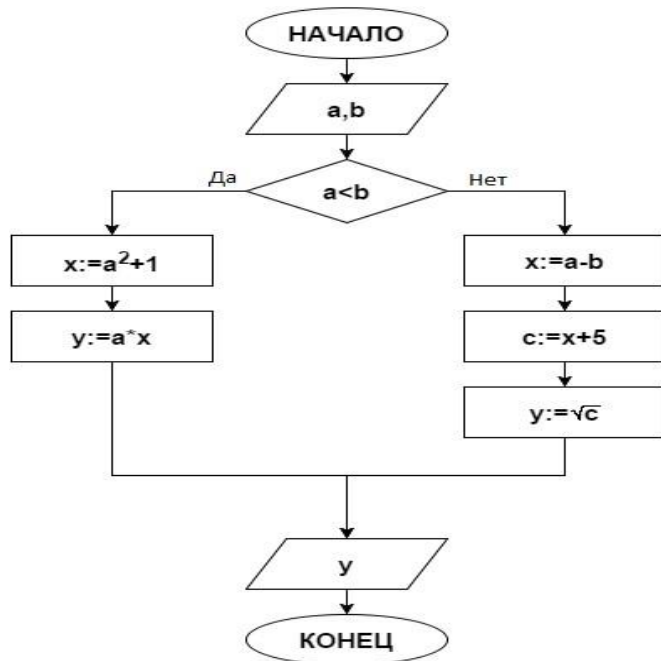 НАЧАЛО
a,b
a<b
Да
Нет
x:=a²+1
y:=a*x
x:=a-b
c:=x+5
y:=√c
y
КОНЕЦ